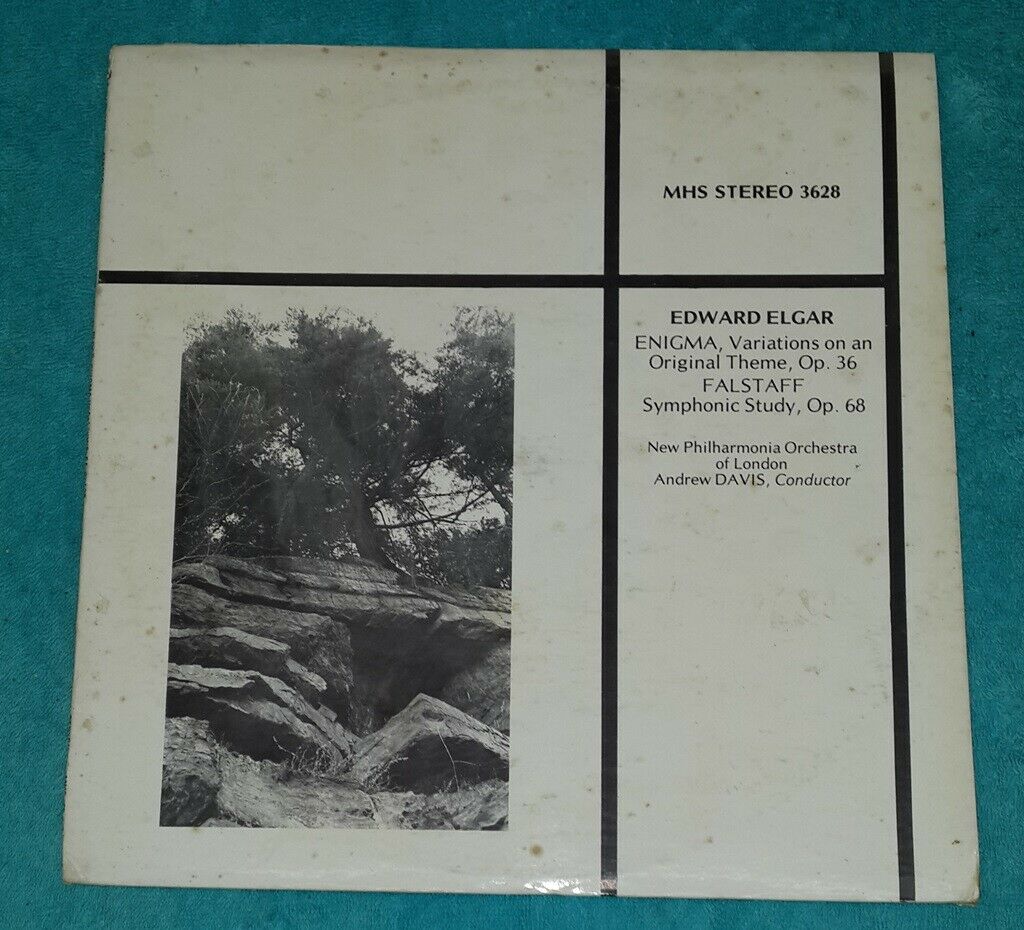 MHS STEREO 3628
EDWARD ELGAR
ENIGMA, Variations on an
Original Theme, Op. 36
FALSTAFF
Symphonic Study, Op. 68
New Philharmonia Orchestra
of London
Andrew DAVIS, Conductor